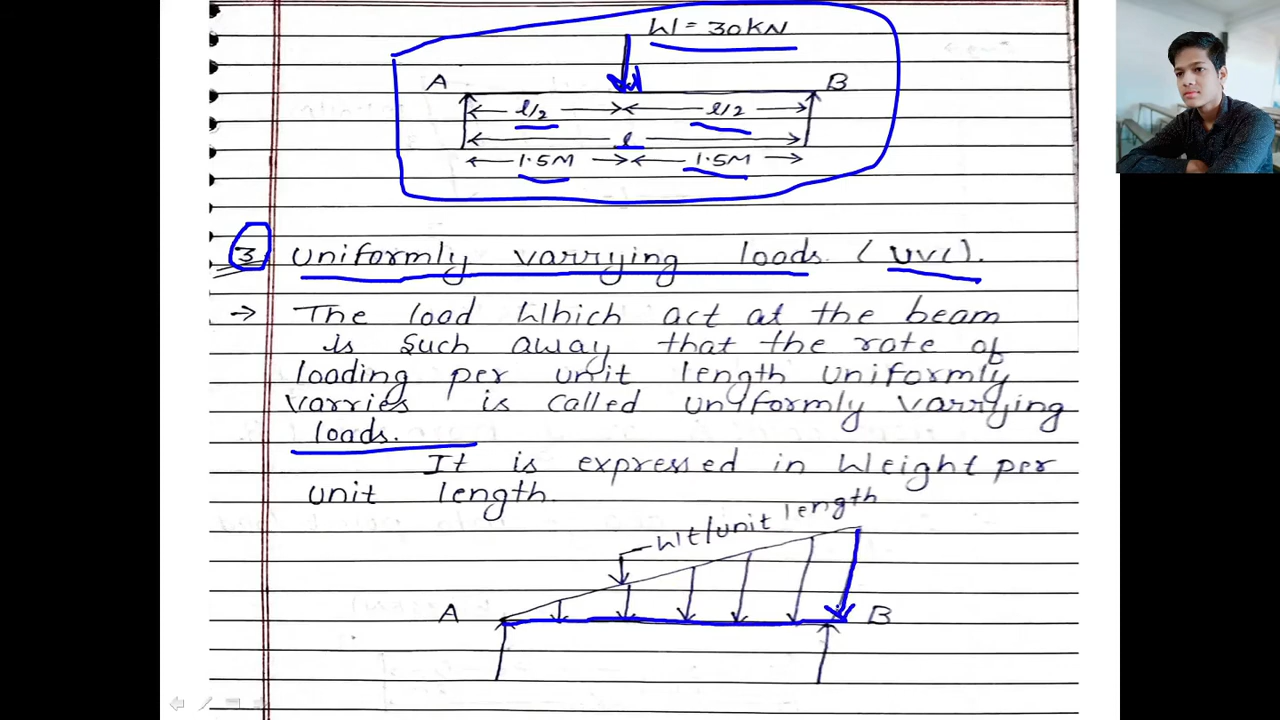 W = 30KN
A B
l/2 l/2
l
1.5M 1.5M
3 Uniformly varrying loads. (UVL).
→ The load Which act at the beam
is such away that the rate of
loading per unit length uniformly
varries is called uniformly varrying
loads.
It is expressed in Weight per
unit length.
Wt/unit length
A B